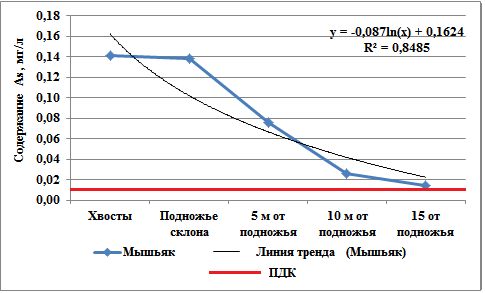 0,18
0,16
0,14
0,12
0,10
0,08
0,06
0,04
0,02
0,00
Содержание As , мг/л
y = -0,087ln(x) + 0,1624
R² = 0,8485
Хвосты
Подножье
склона
5 м от
подножья
10 м от
подножья
15 от
подножья
Мышьяк
Линия тренда (Мышьяк)
ПДК